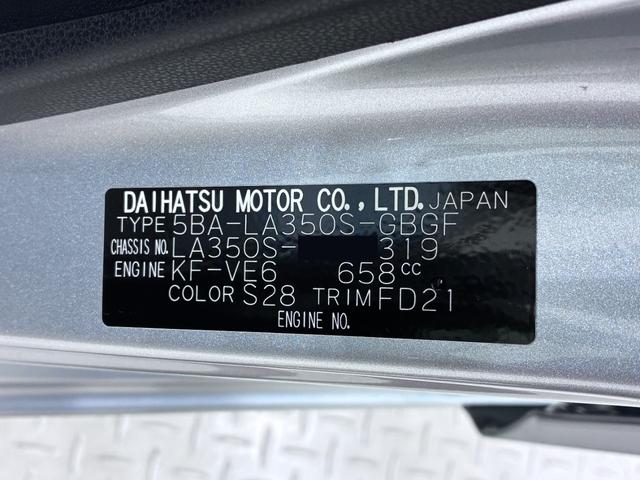 DAIHATSU MOTOR CO., LTD. JAPAN
TYPE 5BA-LA350S-GBGF
CHASSIS NO. LA350S- 319
ENGINE KF-VE6 658cc
COLOR S28 TRIM FD21
ENGINE NO.